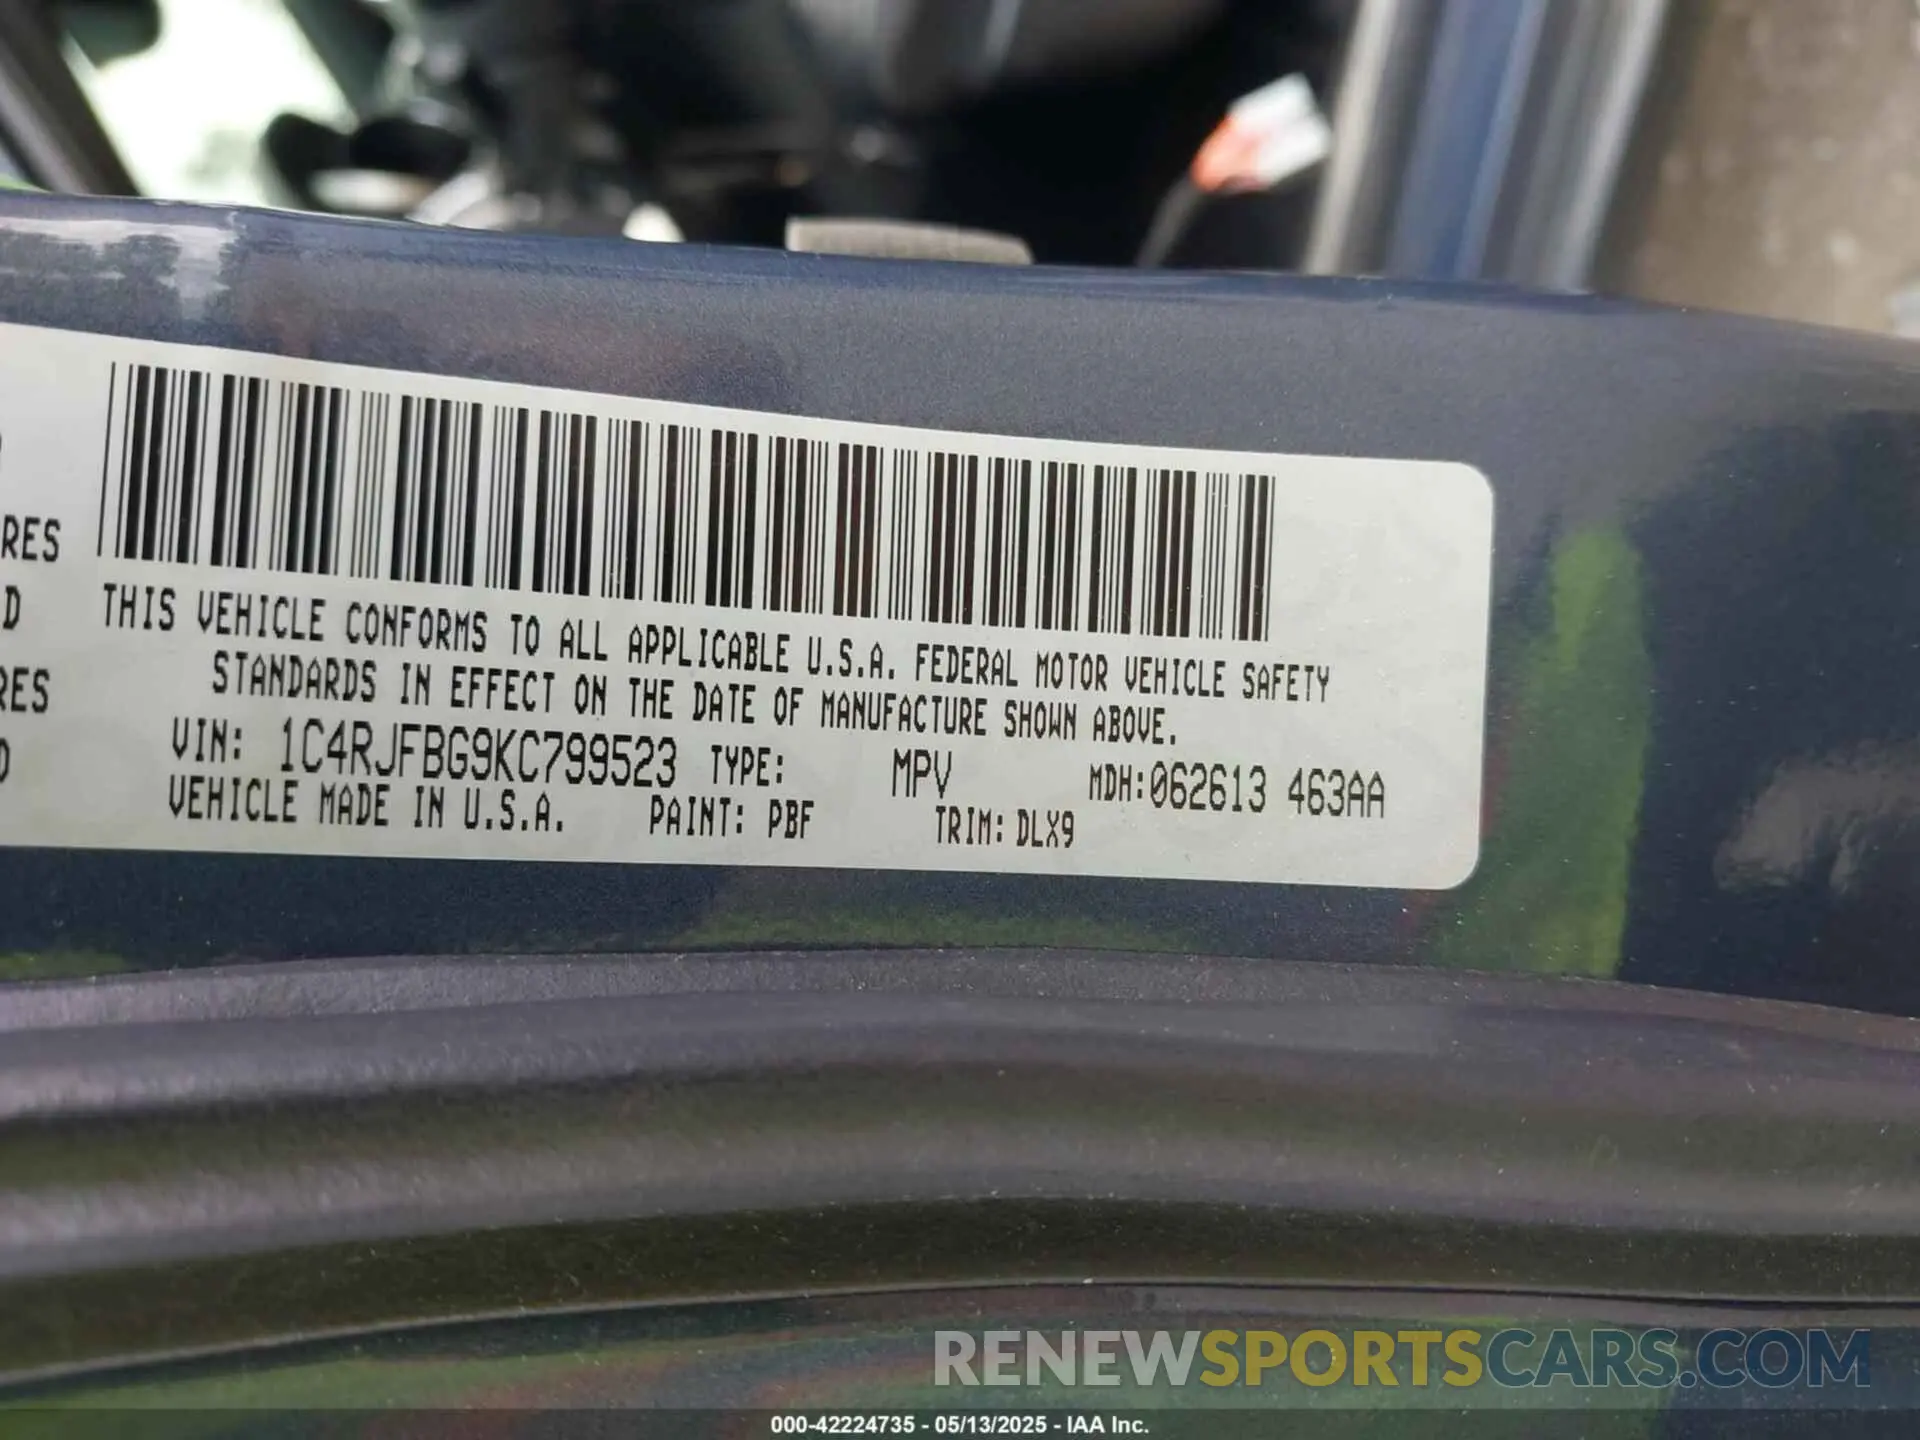 RES
D
RES
D
THIS VEHICLE CONFORMS TO ALL APPLICABLE U.S.A. FEDERAL MOTOR VEHICLE SAFETY
STANDARDS IN EFFECT ON THE DATE OF MANUFACTURE SHOWN ABOVE.
VIN: 1C4RJFBG9KC799523 TYPE: MPV MDH:062613 463AA
VEHICLE MADE IN U.S.A. PAINT: PBF TRIM: DLX9
RENEWSPORTSCARS.COM
000-42224735 - 05/13/2025 - IAA Inc.